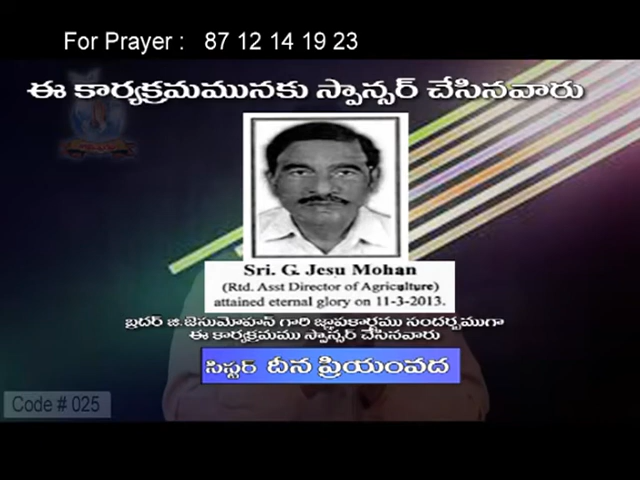 For Prayer : 87 12 14 19 23
ఈ కార్యక్రమమునకు స్పాన్సర్ చేసినవారు
Sri. G. Jesu Mohan
(Rtd. Asst Director of Agriculture)
attained eternal glory on 11-3-2013.
బ్రదర్ జీ.జెసుమోహన్ గారి జ్ఞాపకార్థము సందర్భముగా
ఈ కార్యక్రమము స్పాన్సర్ చేసినవారు
సిస్టర్ దీన ప్రియంవద
Code # 025